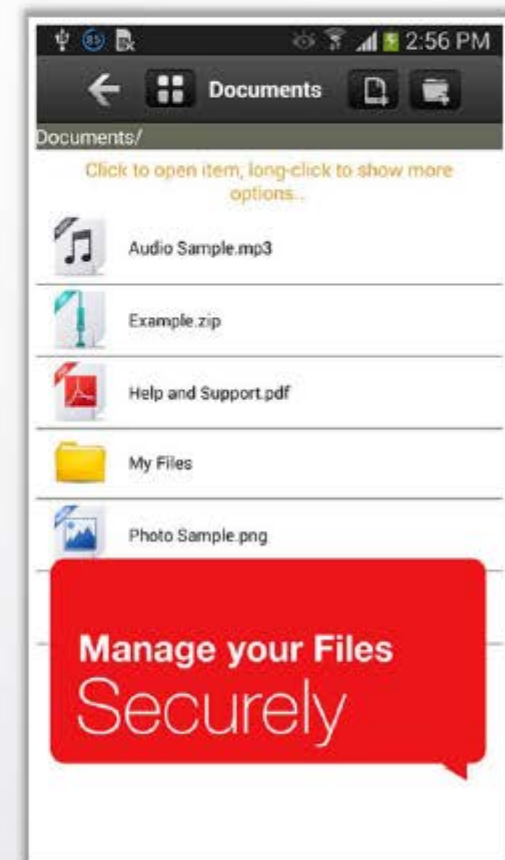 85
2:56 PM
Documents
Documents/
Click to open item, long-click to show more
options..
Audio Sample.mp3
Example.zip
Help and Support.pdf
My Files
Photo Sample.png
Manage your Files
Securely